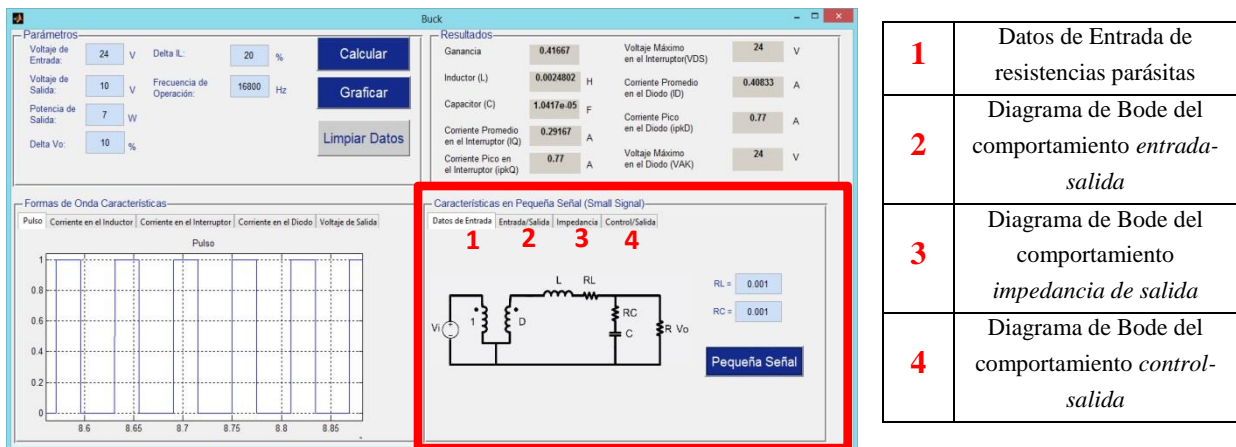 Buck
Parámetros
Voltaje de Entrada: 24 V
Delta IL: 20 %
Calcular
Voltaje de Salida: 10 V
Frecuencia de Operación: 16800 Hz
Graficar
Potencia de Salida: 7 W
Limpiar Datos
Delta Vo: 10 %
Resultados
Ganancia 0.41667
Voltaje Máximo en el Interruptor(VDS) 24 V
Inductor (L) 0.0024802 H
Corriente Promedio en el Diodo (ID) 0.40833 A
Capacitor (C) 1.0417e-05 F
Corriente Pico en el Diodo (ipkD) 0.77 A
Corriente Promedio en el Interruptor (IQ) 0.29167 A
Voltaje Máximo en el Diodo (VAK) 24 V
Corriente Pico en el Interruptor (ipkQ) 0.77 A
Formas de Onda Características
Pulso Corriente en el Inductor Corriente en el Interruptor Corriente en el Diodo Voltaje de Salida
Pulso
1
0.8
0.6
0.4
0.2
0
8.6 8.65 8.7 8.75 8.8 8.85
Características en Pequeña Señal (Small Signal)
Datos de Entrada Entrada/Salida Impedancia Control/Salida
1 2 3 4
L RL
Vi 1 D RC C R Vo
RL = 0.001
RC = 0.001
Pequeña Señal
1 Datos de Entrada de
resistencias parásitas
2 Diagrama de Bode del
comportamiento entrada-
salida
3 Diagrama de Bode del
comportamiento
impedancia de salida
4 Diagrama de Bode del
comportamiento control-
salida